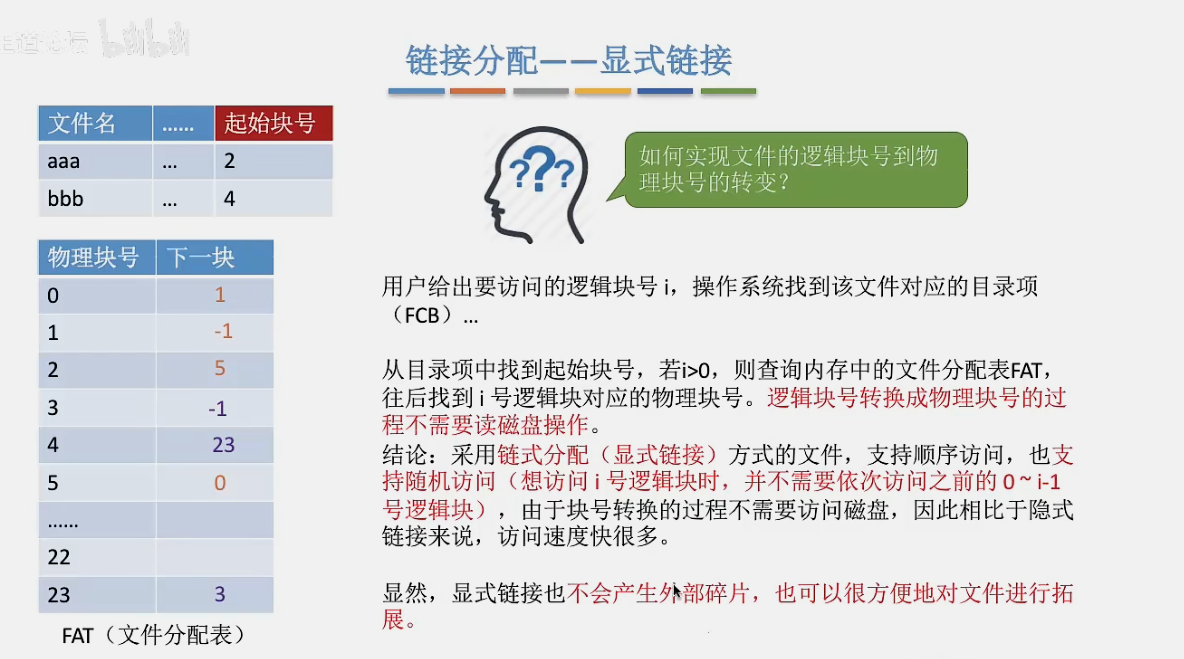 bilibili
链接分配——显式链接
文件名 …… 起始块号
aaa … 2
bbb … 4
???
如何实现文件的逻辑块号到物
理块号的转变？
物理块号 下一块
0 1
1 -1
2 5
3 -1
4 23
5 0
……
22
23 3
FAT（文件分配表）
用户给出要访问的逻辑块号 i，操作系统找到该文件对应的目录项
（FCB）…
从目录项中找到起始块号，若i>0，则查询内存中的文件分配表FAT，
往后找到 i 号逻辑块对应的物理块号。逻辑块号转换成物理块号的过
程不需要读磁盘操作。
结论：采用链式分配（显式链接）方式的文件，支持顺序访问，也支
持随机访问（想访问 i 号逻辑块时，并不需要依次访问之前的 0 ~ i-1
号逻辑块），由于块号转换的过程不需要访问磁盘，因此相比于隐式
链接来说，访问速度快很多。
显然，显式链接也不会产生外部碎片，也可以很方便地对文件进行拓
展。